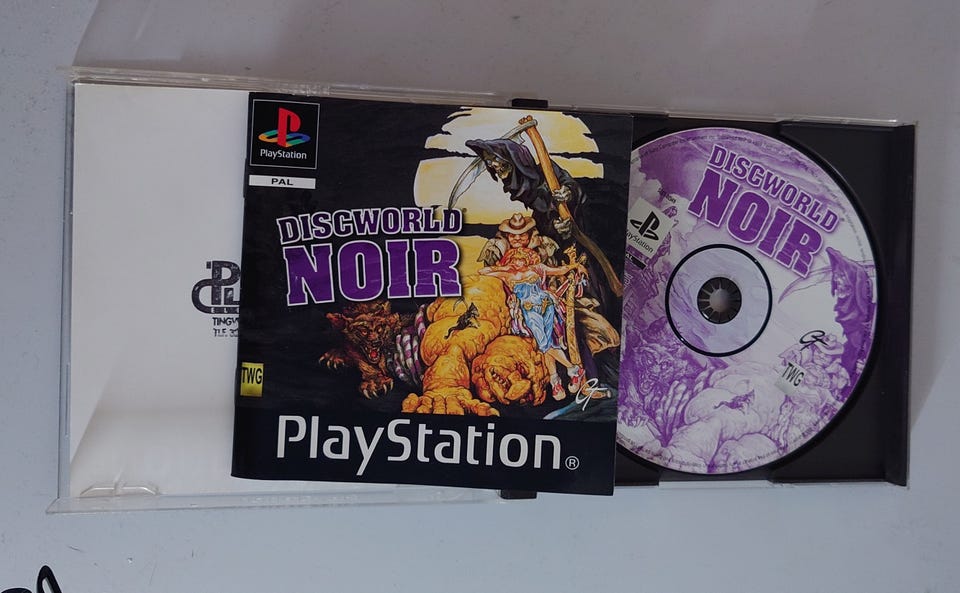 PlayStation
PAL
DISCWORLD
NOIR
TWG
PlayStation®
DISCWORLD
NOIR
PlayStation
TWG